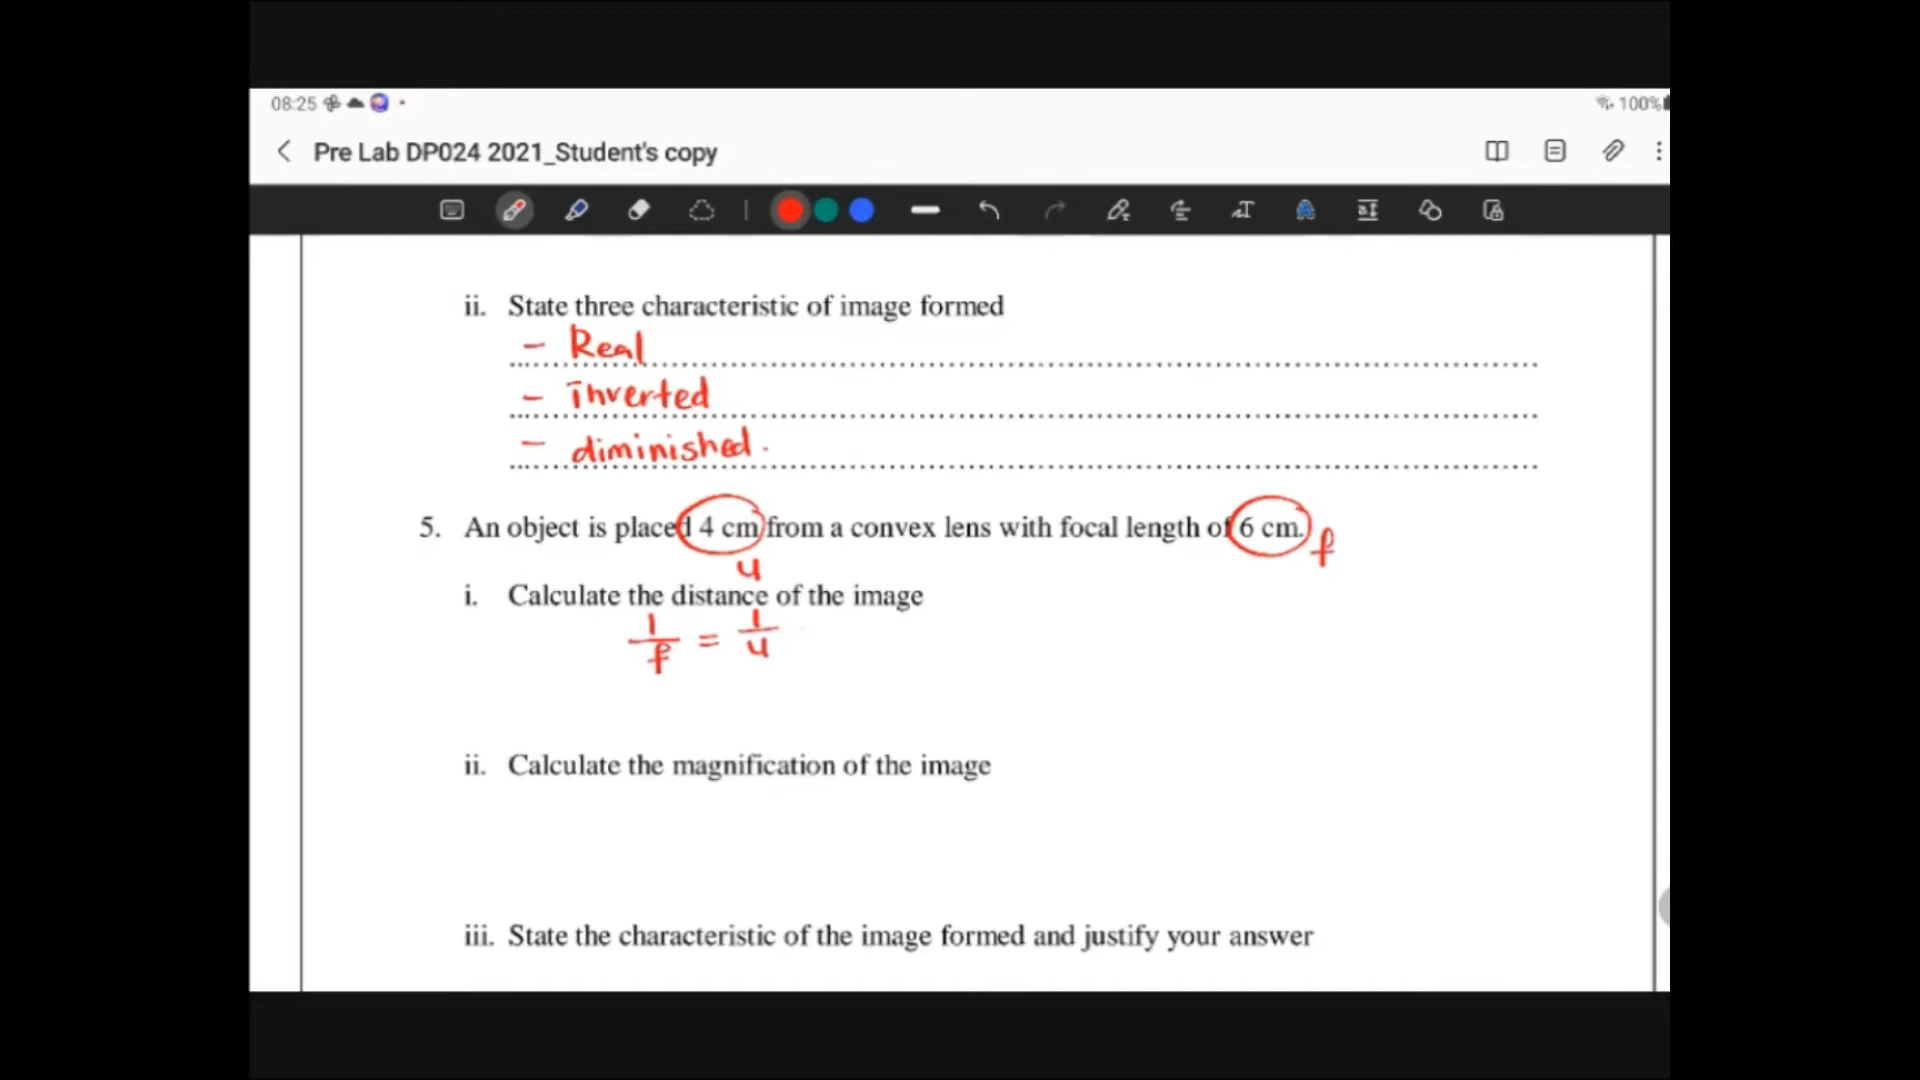 08:25
100%
Pre Lab DP024 2021_Student's copy
ii. State three characteristic of image formed
- Real
- inverted
- diminished.
5. An object is placed 4 cm from a convex lens with focal length of 6 cm.
u
f
i. Calculate the distance of the image
1/f = 1/u
ii. Calculate the magnification of the image
iii. State the characteristic of the image formed and justify your answer